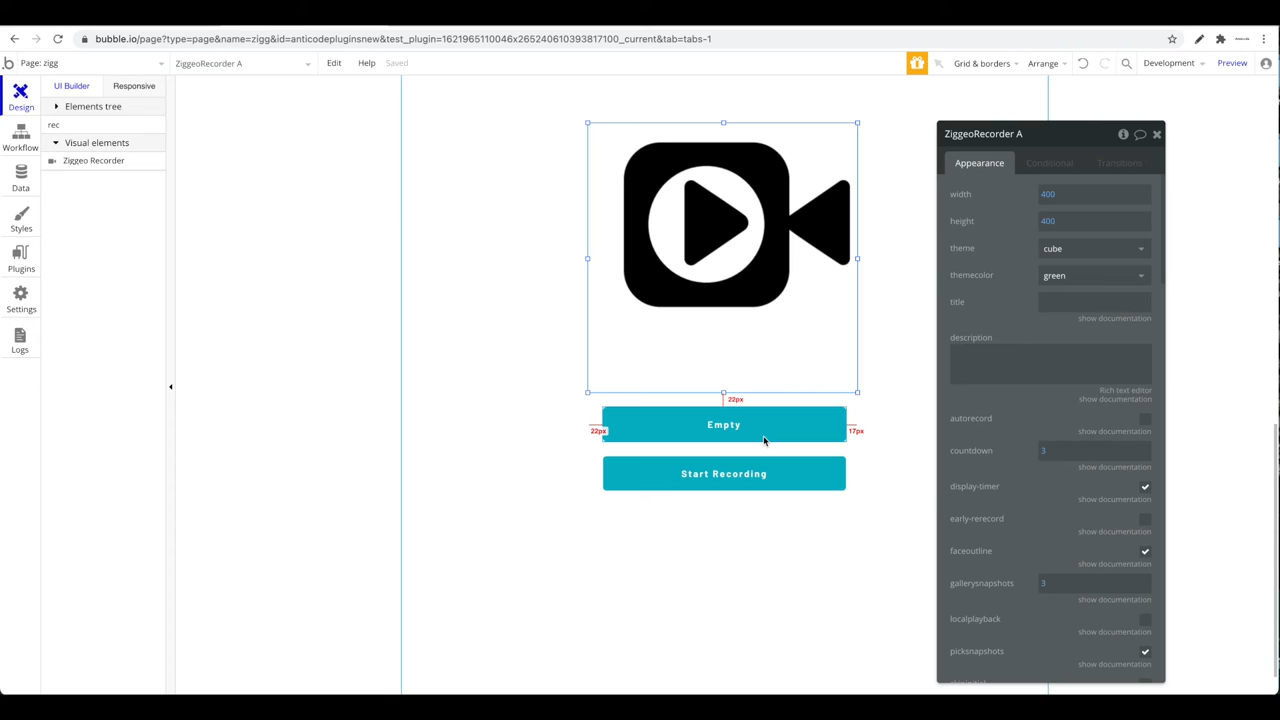 bubble.io/page?type=page&name=zigg&id=anticodepluginsnew&test_plugin=1621965110046x265240610393817100_current&tab=tabs-1
Page: zigg
ZiggeoRecorder A
Edit
Help
Saved
Grid & borders
Arrange
Development
Preview
Design
Workflow
Data
Styles
Plugins
Settings
Logs
UI Builder
Responsive
Elements tree
rec
Visual elements
Ziggeo Recorder
22px
22px
Empty
17px
Start Recording
ZiggeoRecorder A
Appearance
Conditional
Transitions
width 400
height 400
theme cube
themecolor green
title
show documentation
description
Rich text editor
show documentation
autorecord
show documentation
countdown 3
show documentation
display-timer
show documentation
early-rerecord
show documentation
faceoutline
show documentation
gallerysnapshots 3
show documentation
localplayback
show documentation
picksnapshots
show documentation